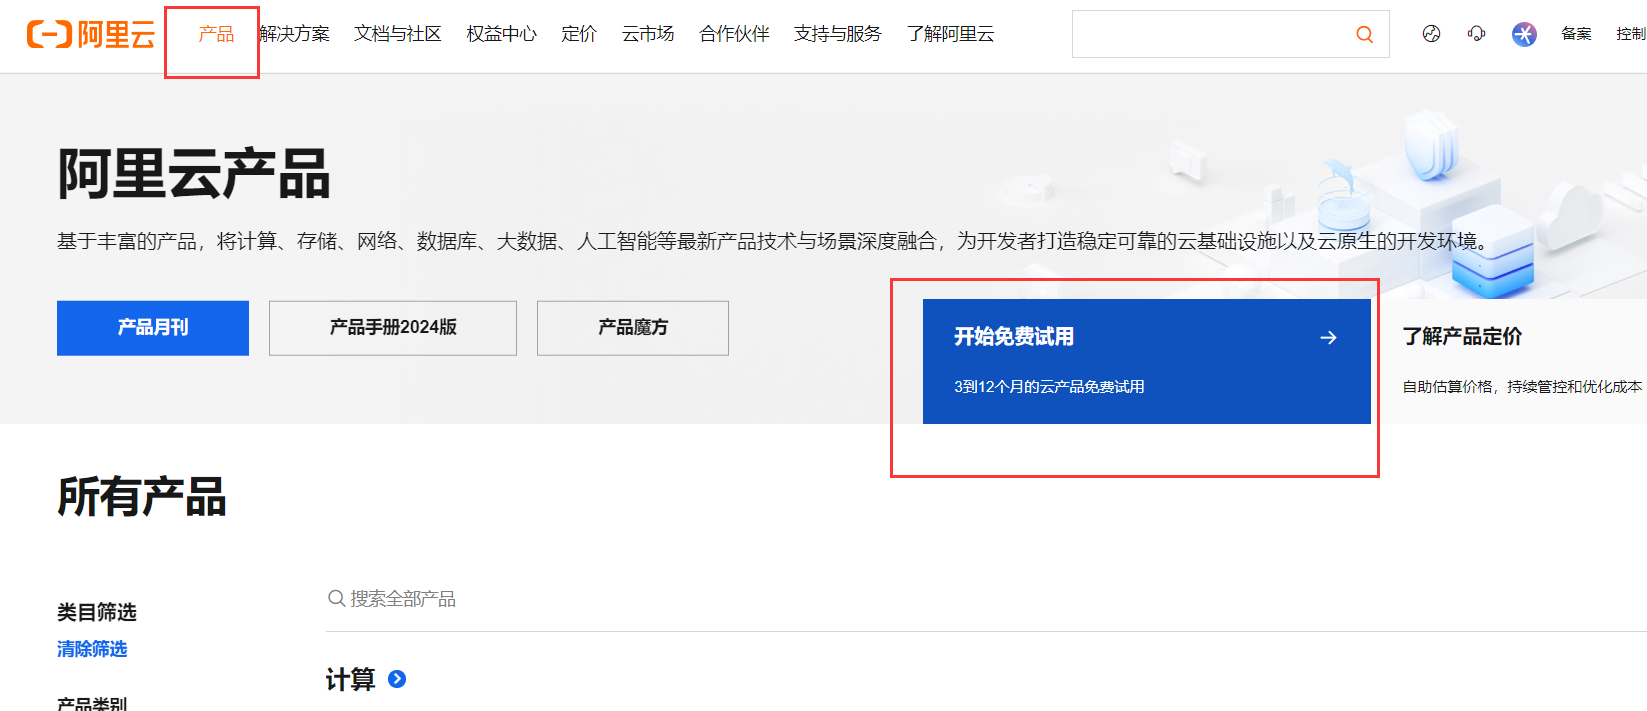 阿里云 产品 解决方案 文档与社区 权益中心 定价 云市场 合作伙伴 支持与服务 了解阿里云 备案 控制
阿里云产品
基于丰富的产品，将计算、存储、网络、数据库、大数据、人工智能等最新产品技术与场景深度融合，为开发者打造稳定可靠的云基础设施以及云原生的开发环境。
产品月刊 产品手册2024版 产品魔方
开始免费试用
3到12个月的云产品免费试用
了解产品定价
自助估算价格，持续管控和优化成本
所有产品
搜索全部产品
类目筛选
清除筛选
计算
产品类别